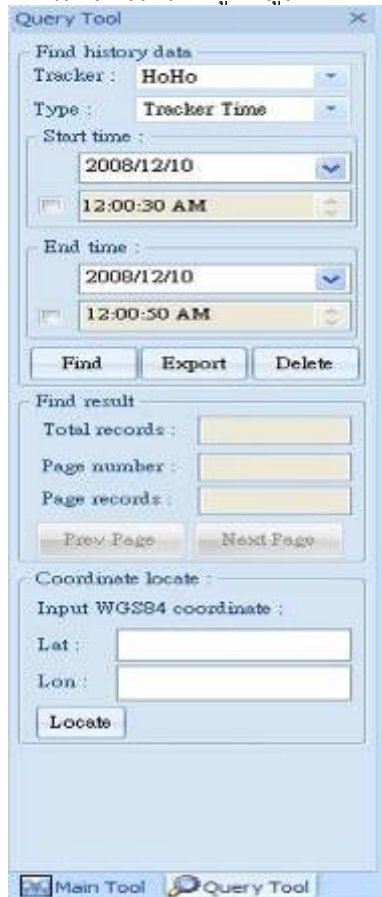 Query Tool
Find history data
Tracker : HoHo
Type : Tracker Time
Start time :
2008/12/10
12:00:30 AM
End time :
2008/12/10
12:00:50 AM
Find Export Delete
Find result
Total records :
Page number :
Page records :
Prev Page Next Page
Coordinate locate :
Input WGS84 coordinate :
Lat :
Lon :
Locate
Main Tool Query Tool